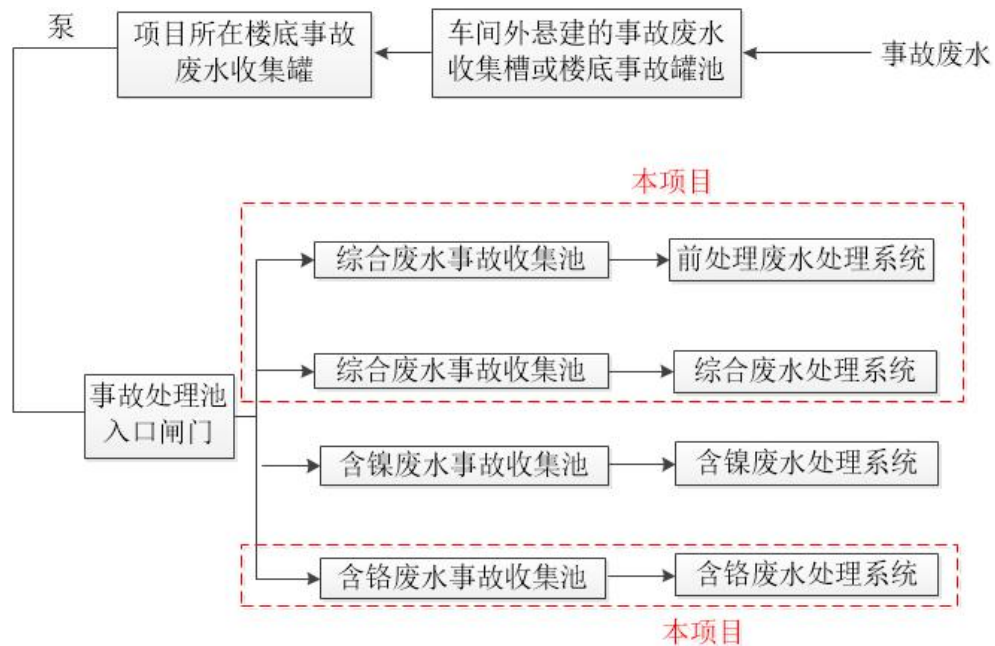 泵
项目所在楼底事故
废水收集罐
车间外悬建的事故废水
收集槽或楼底事故罐池
事故废水
本项目
综合废水事故收集池
前处理废水处理系统
综合废水事故收集池
综合废水处理系统
事故处理池
入口闸门
含镍废水事故收集池
含镍废水处理系统
含铬废水事故收集池
含铬废水处理系统
本项目